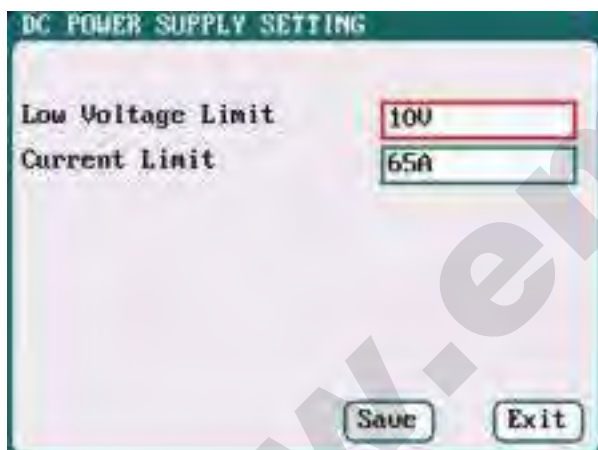 DC POWER SUPPLY SETTING
Low Voltage Limit 10V
Current Limit 65A
Save Exit